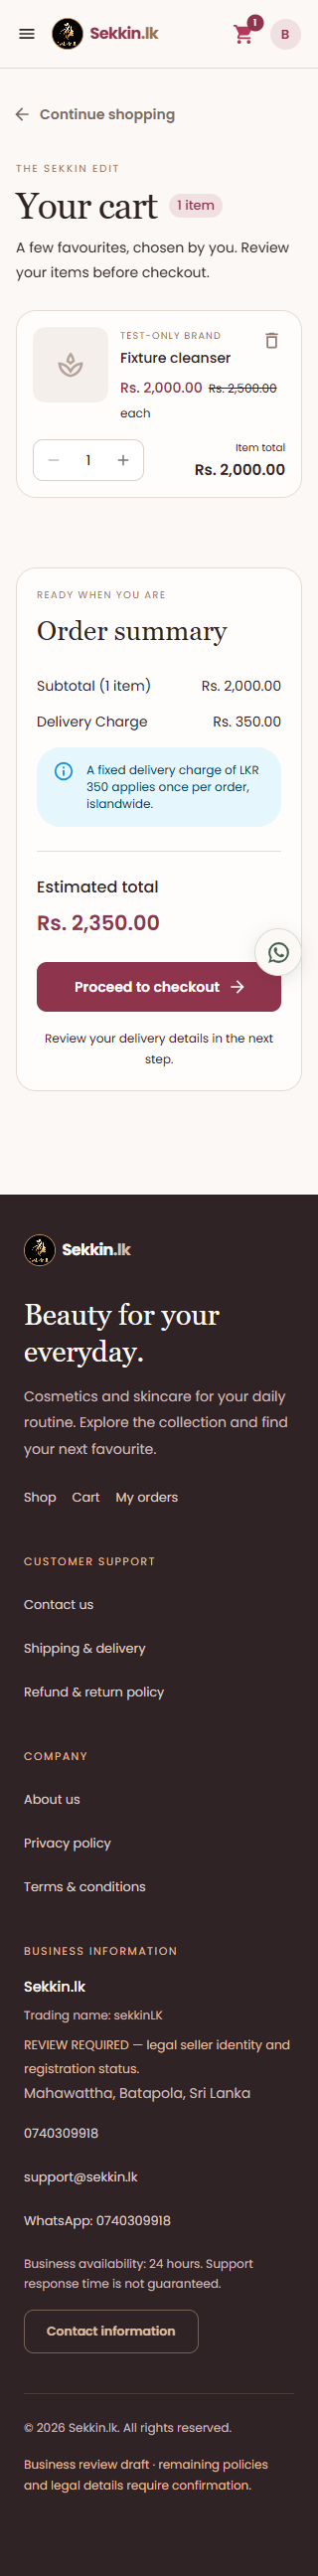 Sekkin.lk
1
B
Continue shopping
THE SEKKIN EDIT
Your cart 1 item
A few favourites, chosen by you. Review
your items before checkout.
TEST-ONLY BRAND
Fixture cleanser
Rs. 2,000.00 Rs. 2,500.00
each
1
Item total
Rs. 2,000.00
READY WHEN YOU ARE
Order summary
Subtotal (1 item) Rs. 2,000.00
Delivery Charge Rs. 350.00
A fixed delivery charge of LKR
350 applies once per order,
islandwide.
Estimated total
Rs. 2,350.00
Proceed to checkout
Review your delivery details in the next
step.
Sekkin.lk
Beauty for your
everyday.
Cosmetics and skincare for your daily
routine. Explore the collection and find
your next favourite.
Shop Cart My orders
CUSTOMER SUPPORT
Contact us
Shipping & delivery
Refund & return policy
COMPANY
About us
Privacy policy
Terms & conditions
BUSINESS INFORMATION
Sekkin.lk
Trading name: sekkinLK
REVIEW REQUIRED — legal seller identity and
registration status.
Mahawattha, Batapola, Sri Lanka
0740309918
support@sekkin.lk
WhatsApp: 0740309918
Business availability: 24 hours. Support
response time is not guaranteed.
Contact information
© 2026 Sekkin.lk. All rights reserved.
Business review draft · remaining policies
and legal details require confirmation.